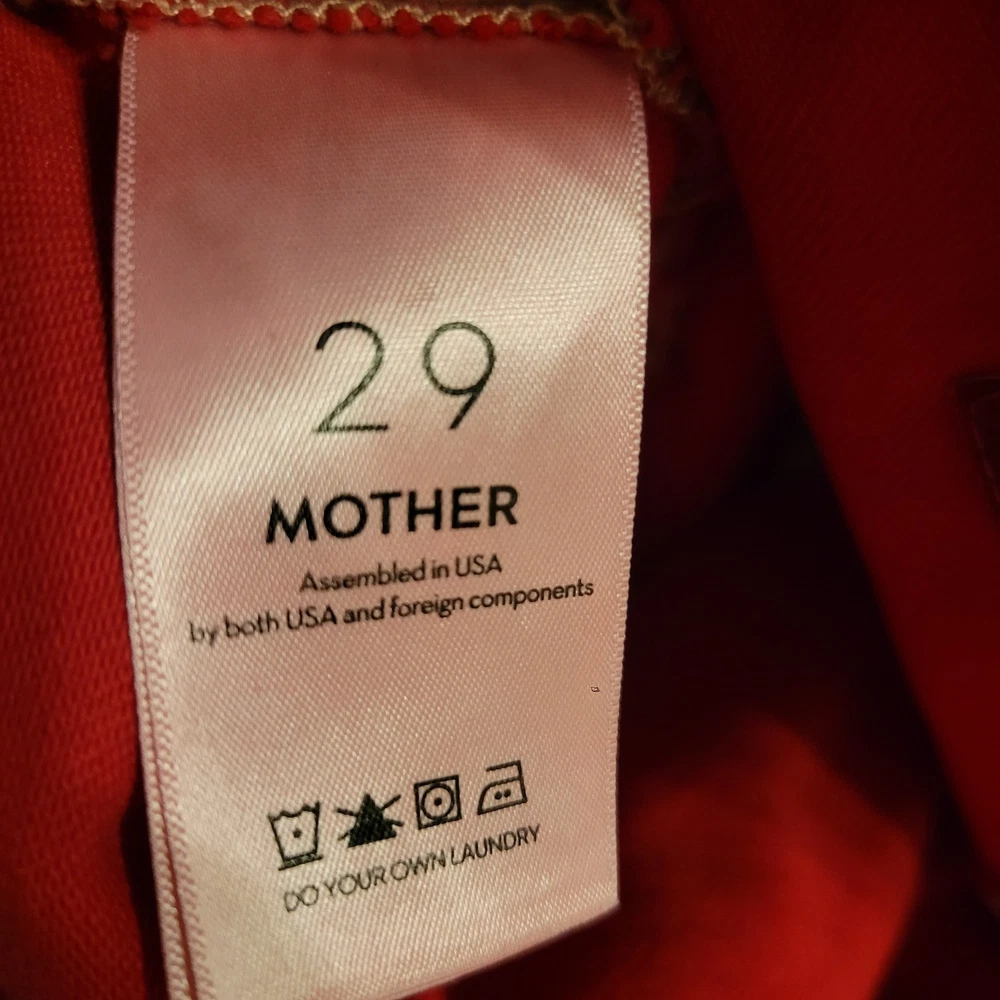 29
MOTHER
Assembled in USA
by both USA and foreign components
DO YOUR OWN LAUNDRY